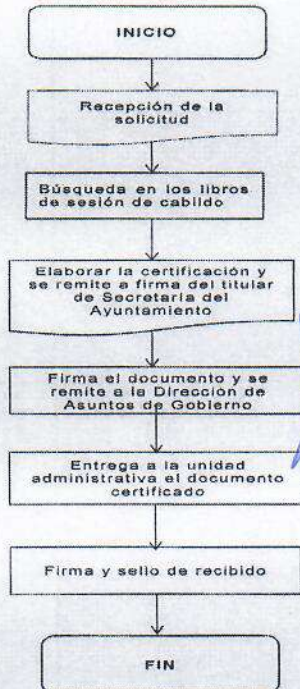 INICIO
Recepción de la
solicitud
Búsqueda en los libros
de sesión de cabildo
Elaborar la certificación y
se remite a firma del titular
de Secretaría del
Ayuntamiento
Firma el documento y se
remite a la Dirección de
Asuntos de Gobierno
Entrega a la unidad
administrativa el documento
certificado
Firma y sello de recibido
FIN